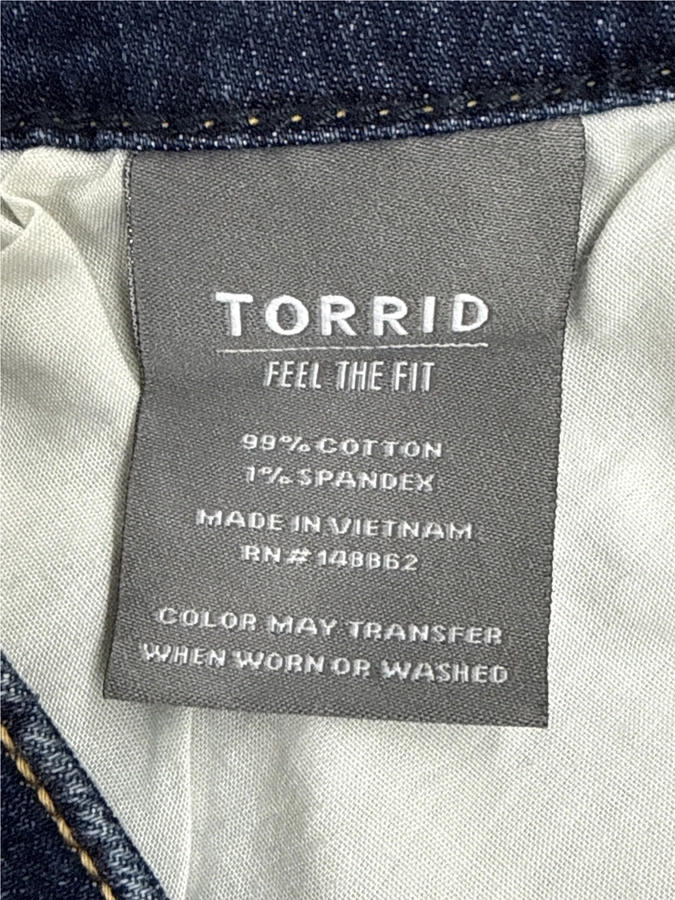 TORRID
FEEL THE FIT
99% COTTON
1% SPANDEX
MADE IN VIETNAM
RN# 148862
COLOR MAY TRANSFER
WHEN WORN OR WASHED